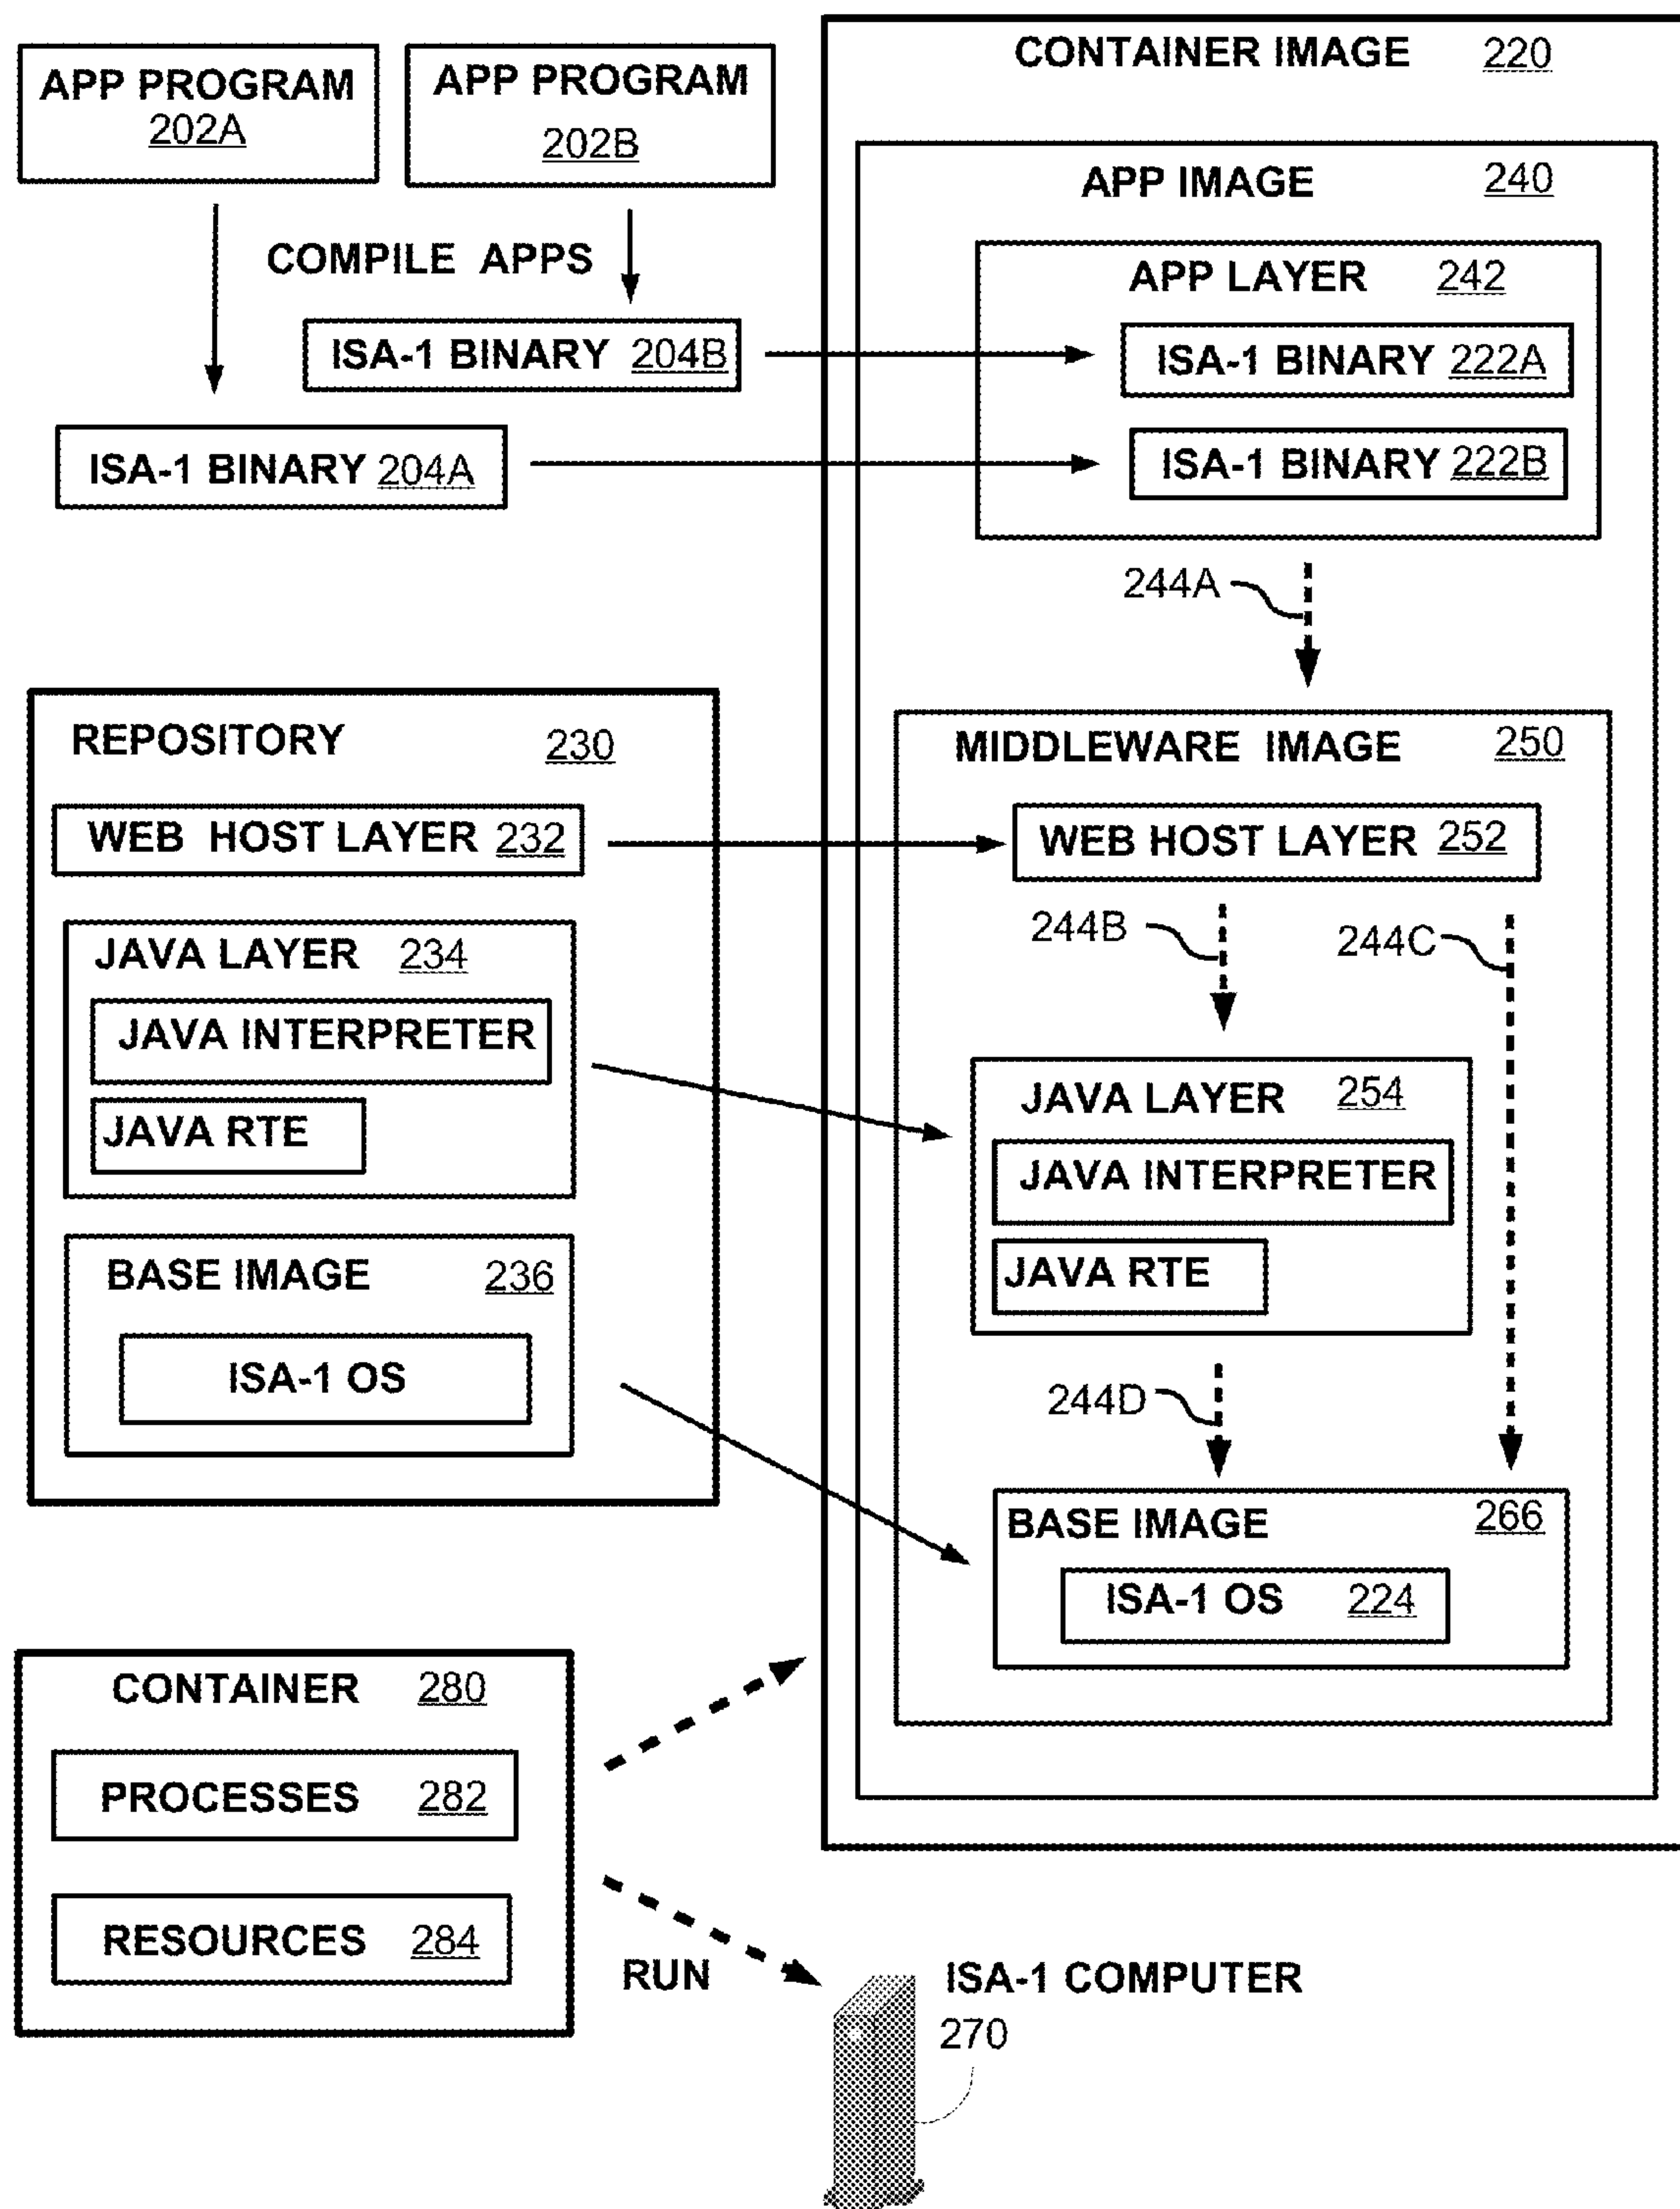 APP PROGRAM
202A
APP PROGRAM
202B
COMPILE APPS
ISA-1 BINARY 204B
ISA-1 BINARY 204A
CONTAINER IMAGE 220
APP IMAGE 240
APP LAYER 242
ISA-1 BINARY 222A
ISA-1 BINARY 222B
244A
REPOSITORY 230
WEB HOST LAYER 232
JAVA LAYER 234
JAVA INTERPRETER
JAVA RTE
BASE IMAGE 236
ISA-1 OS
MIDDLEWARE IMAGE 250
WEB HOST LAYER 252
244B
244C
JAVA LAYER 254
JAVA INTERPRETER
JAVA RTE
244D
BASE IMAGE 266
ISA-1 OS 224
CONTAINER 280
PROCESSES 282
RESOURCES 284
RUN
ISA-1 COMPUTER
270